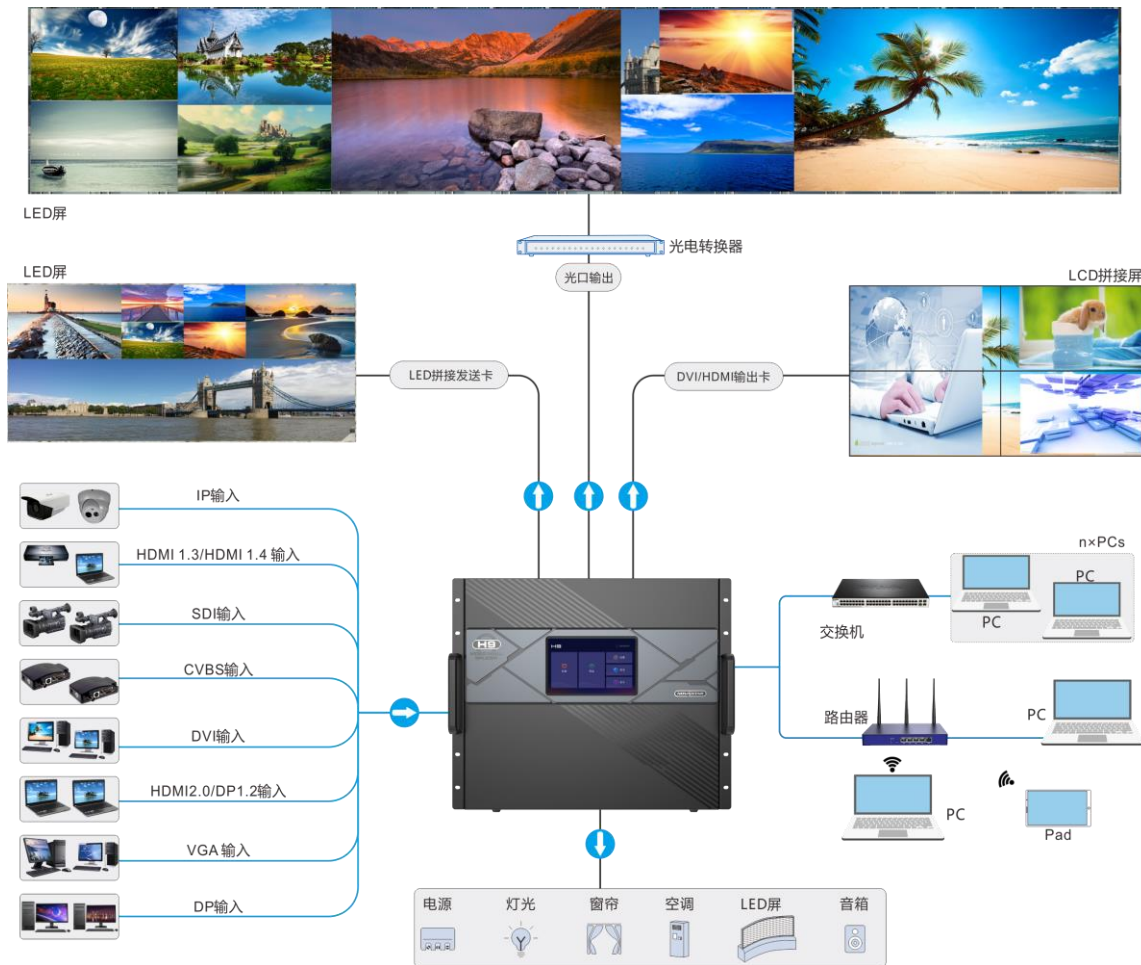 LED屏
光电转换器
光口输出
LED屏
LCD拼接屏
LED拼接发送卡
DVI/HDMI输出卡
IP输入
HDMI 1.3/HDMI 1.4 输入
SDI输入
CVBS输入
DVI输入
HDMI2.0/DP1.2输入
VGA 输入
DP输入
H9
H9
n×PCs
PC
PC
交换机
路由器
PC
PC
Pad
电源
灯光
窗帘
空调
LED屏
音箱